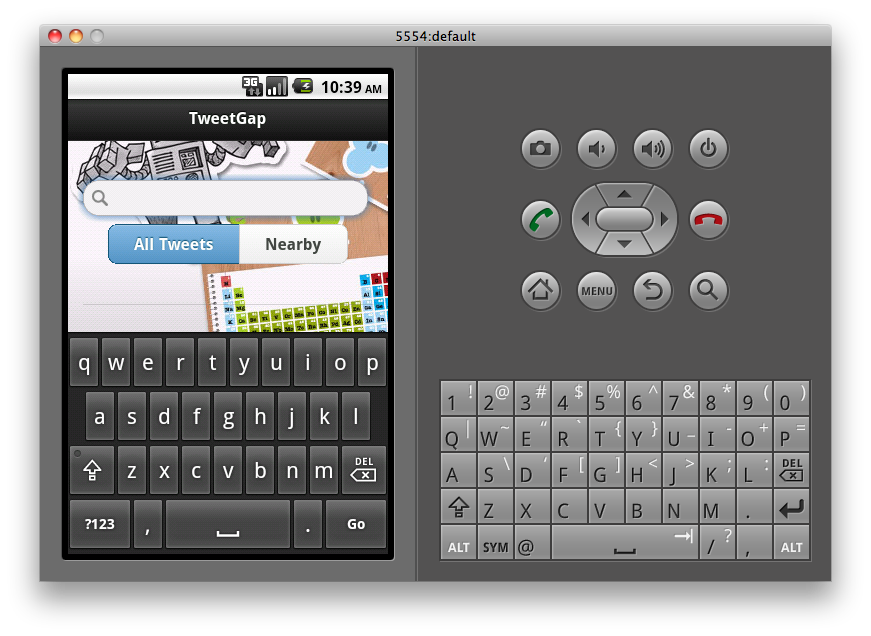 5554:default
3G 10:39 AM
TweetGap
All Tweets Nearby
q w e r t y u i o p
a s d f g h j k l
z x c v b n m DEL
?123 , . Go
MENU
1 ! 2 @ 3 # 4 $ 5 % 6 ^ 7 & 8 * 9 ( 0 )
Q | W ~ E “ R ` T { Y } U _ I - O + P =
A S \ D ‘ F [ G ] H < J > K ; L : DEL
Z X C V B N M .
ALT SYM @ / ? , ALT